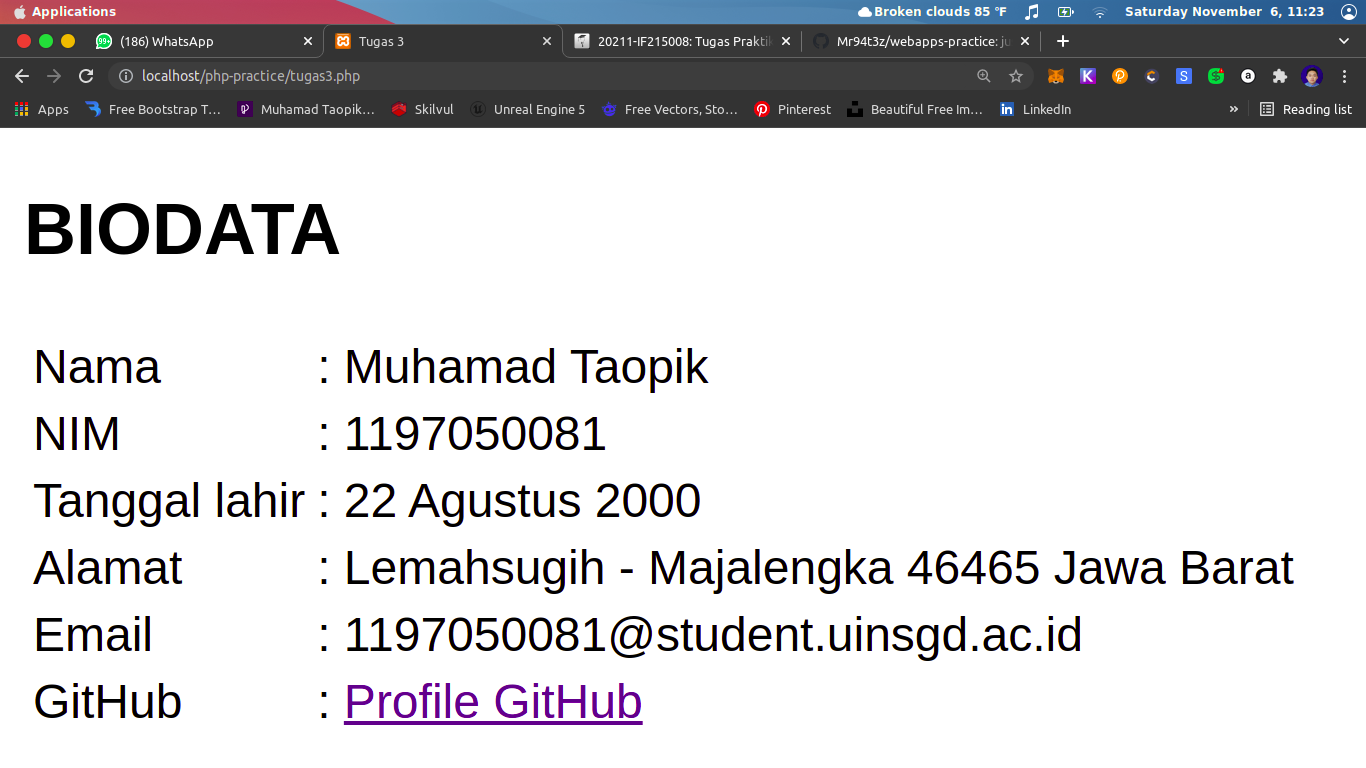 Applications
Broken clouds 85 °F
Saturday November 6, 11:23
99+
(186) WhatsApp
Tugas 3
20211-IF215008: Tugas Prakti
Mr94t3z/webapps-practice: ju
localhost/php-practice/tugas3.php
Apps
Free Bootstrap T…
Muhamad Taopik…
Skilvul
Unreal Engine 5
Free Vectors, Sto…
Pinterest
Beautiful Free Im…
LinkedIn
»
Reading list
BIODATA
Nama : Muhamad Taopik
NIM : 1197050081
Tanggal lahir : 22 Agustus 2000
Alamat : Lemahsugih - Majalengka 46465 Jawa Barat
Email : 1197050081@student.uinsgd.ac.id
GitHub : Profile GitHub